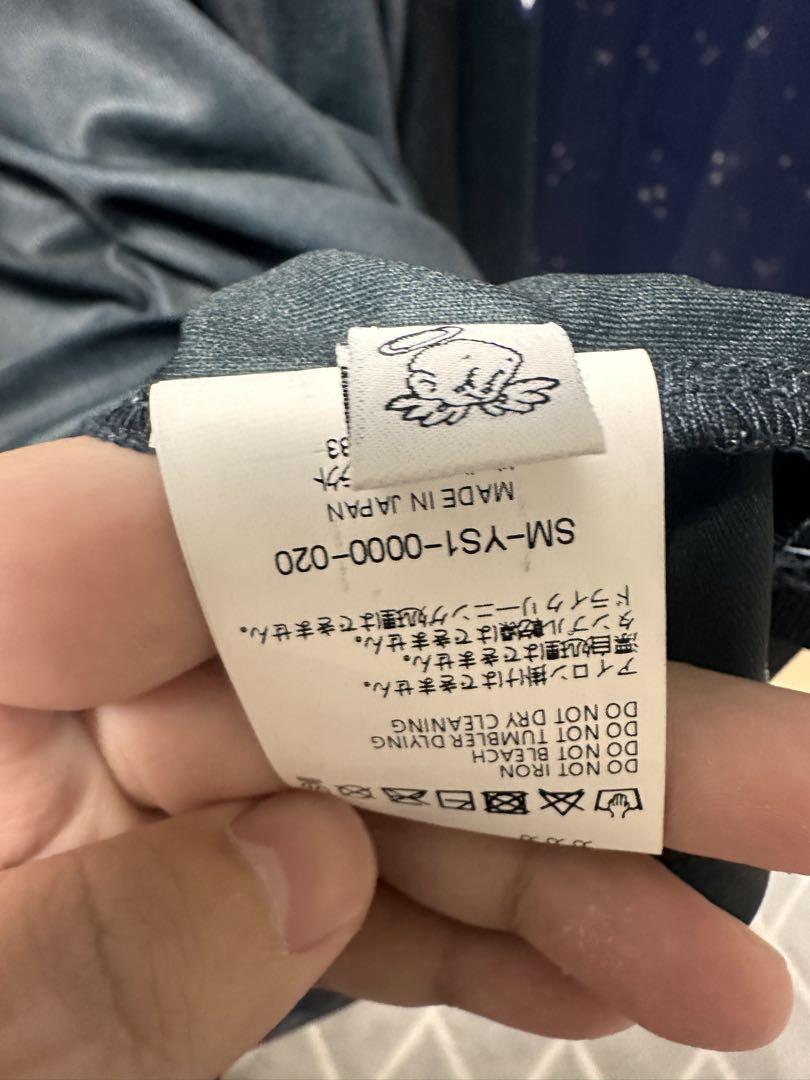 DO NOT IRON
DO NOT BLEACH
DO NOT TUMBLER DLYING
DO NOT DRY CLEANING
アイロン掛けはできません。
漂白処理はできません。
タンブル乾燥はできません。
ドライクリーニング処理はできません。
SM-YS1-0000-020
MADE IN JAPAN
クト
33